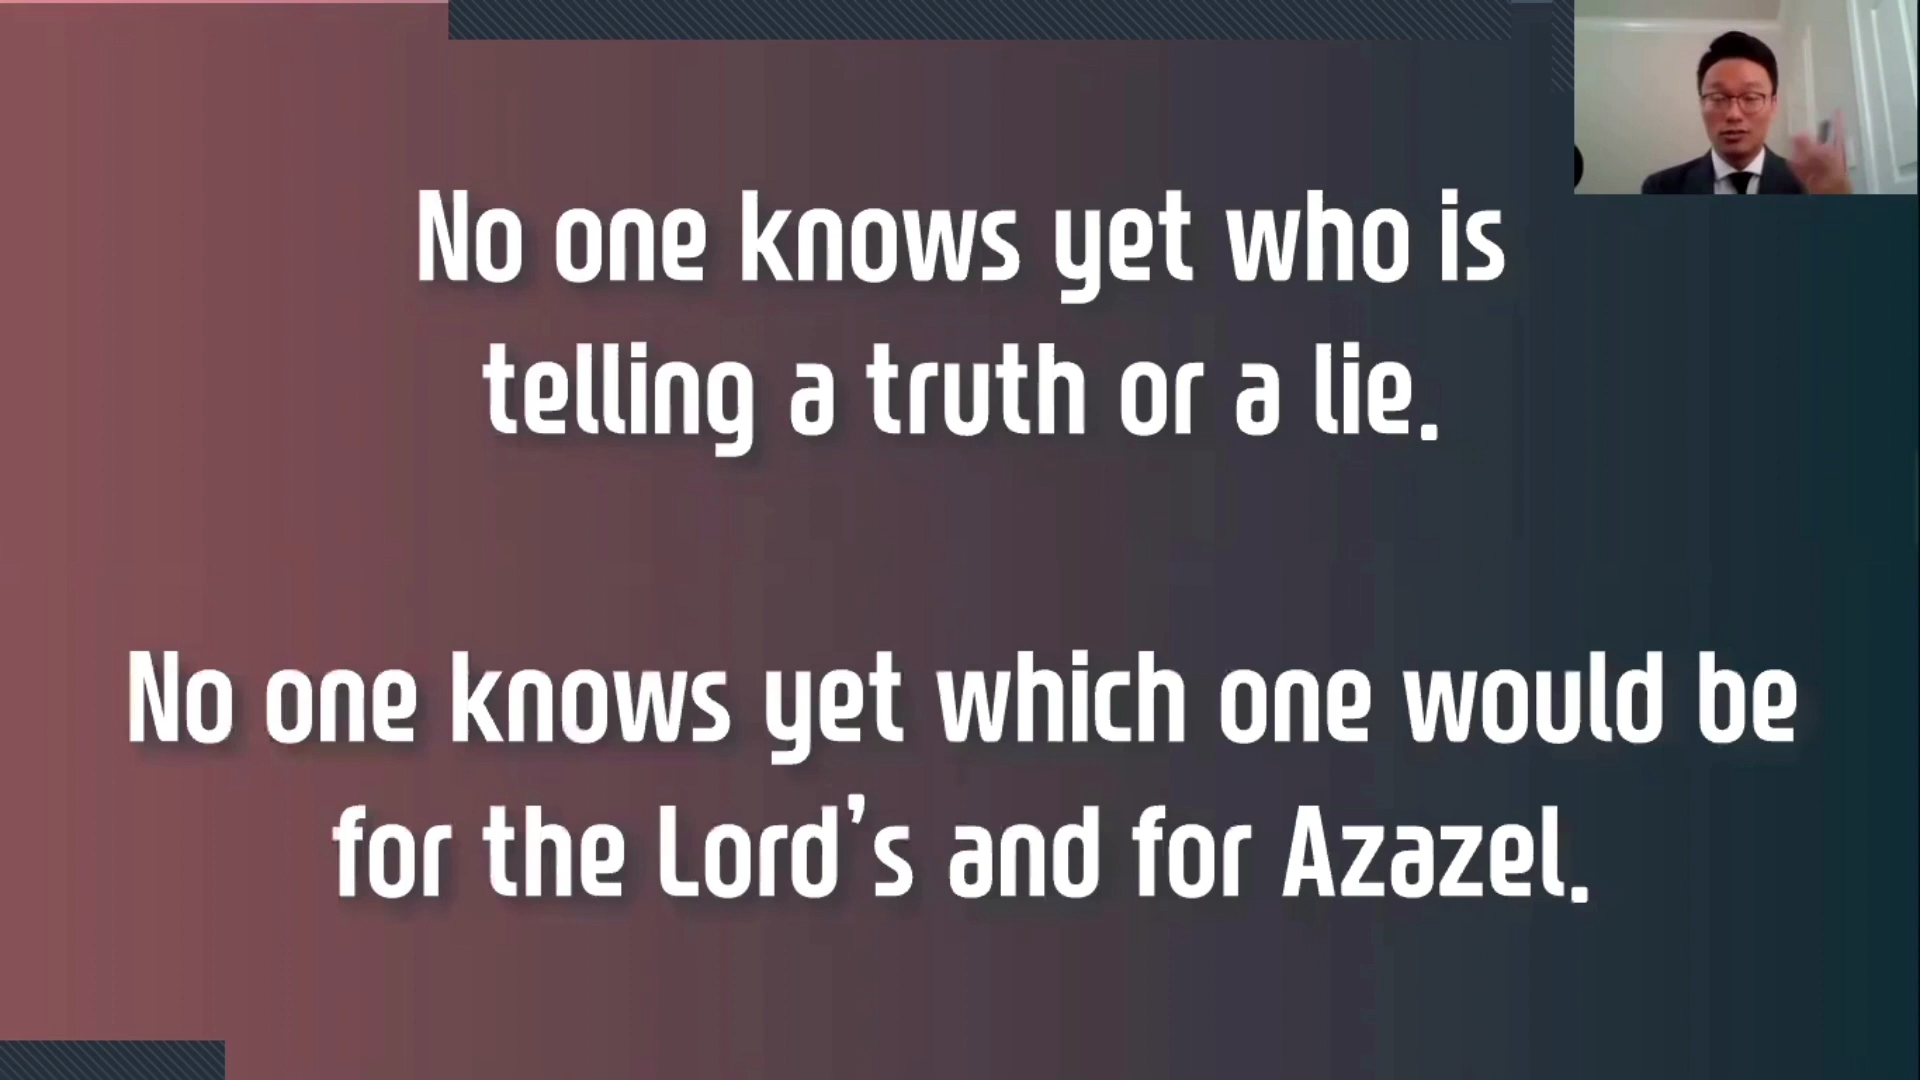 No one knows yet who is
telling a truth or a lie.
No one knows yet which one would be
for the Lord's and for Azazel.